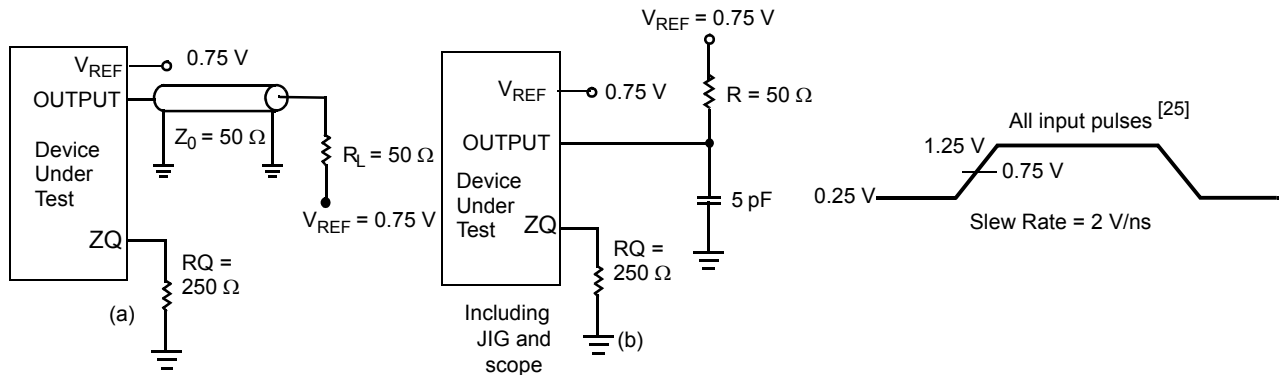 V_REF
0.75 V
OUTPUT
Z₀ = 50 Ω
Device
Under
Test
R_L = 50 Ω
V_REF = 0.75 V
ZQ
RQ =
250 Ω
(a)
V_REF = 0.75 V
R = 50 Ω
V_REF
0.75 V
OUTPUT
Device
Under
Test
5 pF
ZQ
RQ =
250 Ω
Including
JIG and
scope
(b)
All input pulses [25]
1.25 V
0.75 V
0.25 V
Slew Rate = 2 V/ns